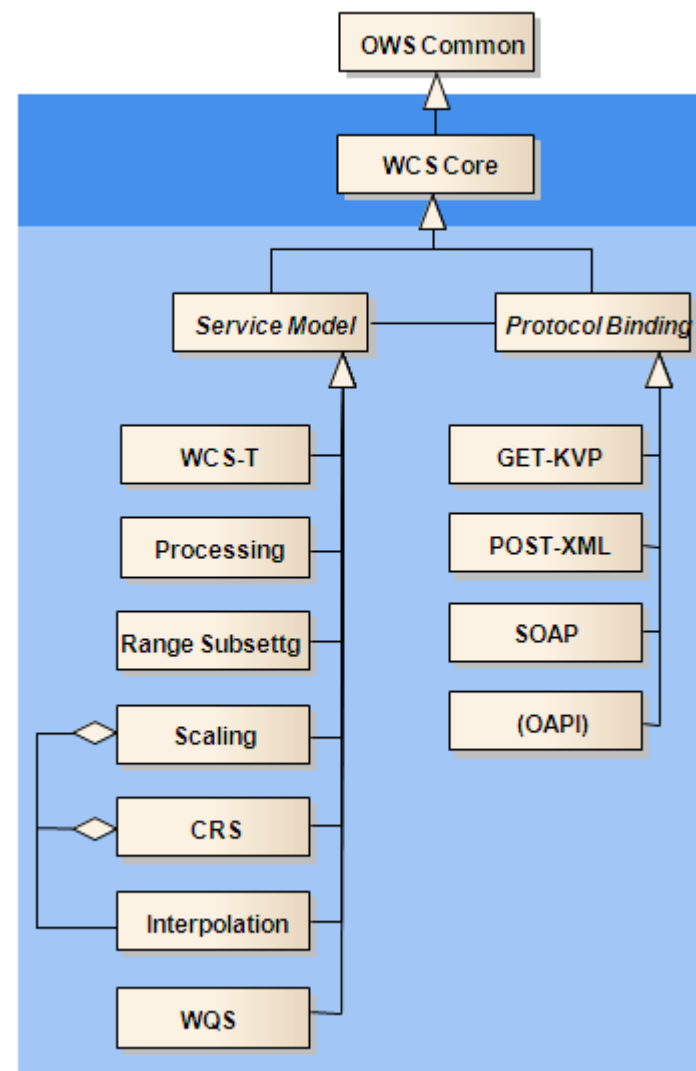 OWS Common
WCS Core
Service Model
Protocol Binding
WCS-T
GET-KVP
Processing
POST-XML
Range Subsettg
SOAP
Scaling
(OAPI)
CRS
Interpolation
WQS